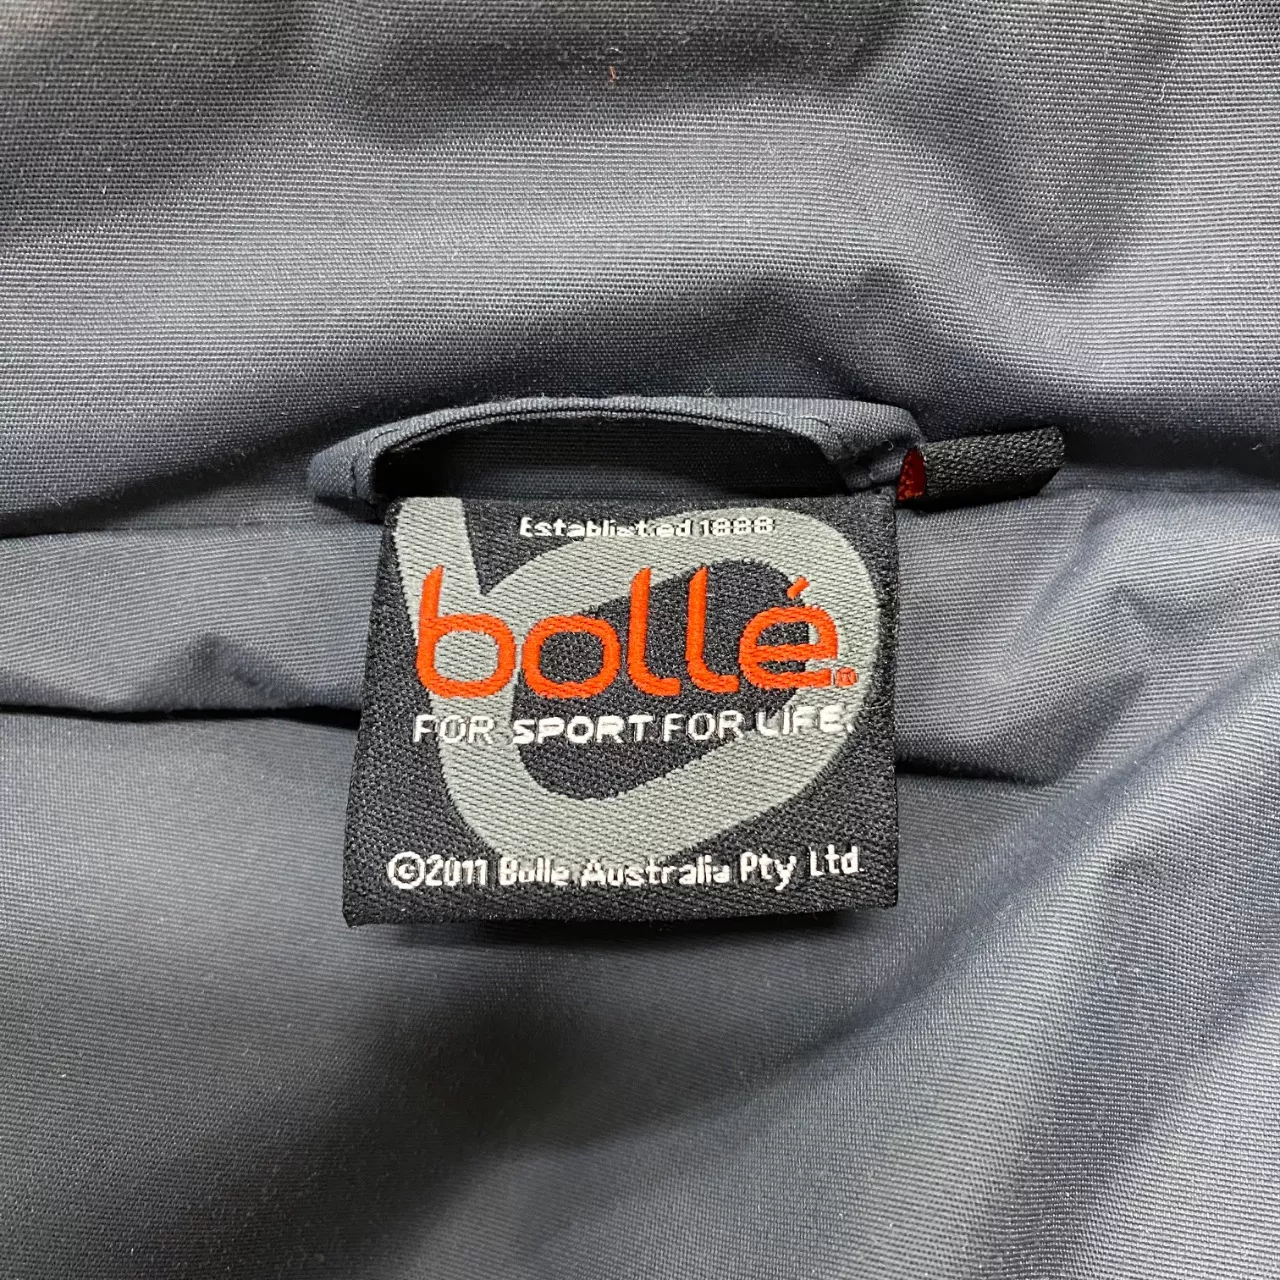 Established 1888
bollé®
FOR SPORT FOR LIFE.
©2011 Bolle Australia Pty Ltd.